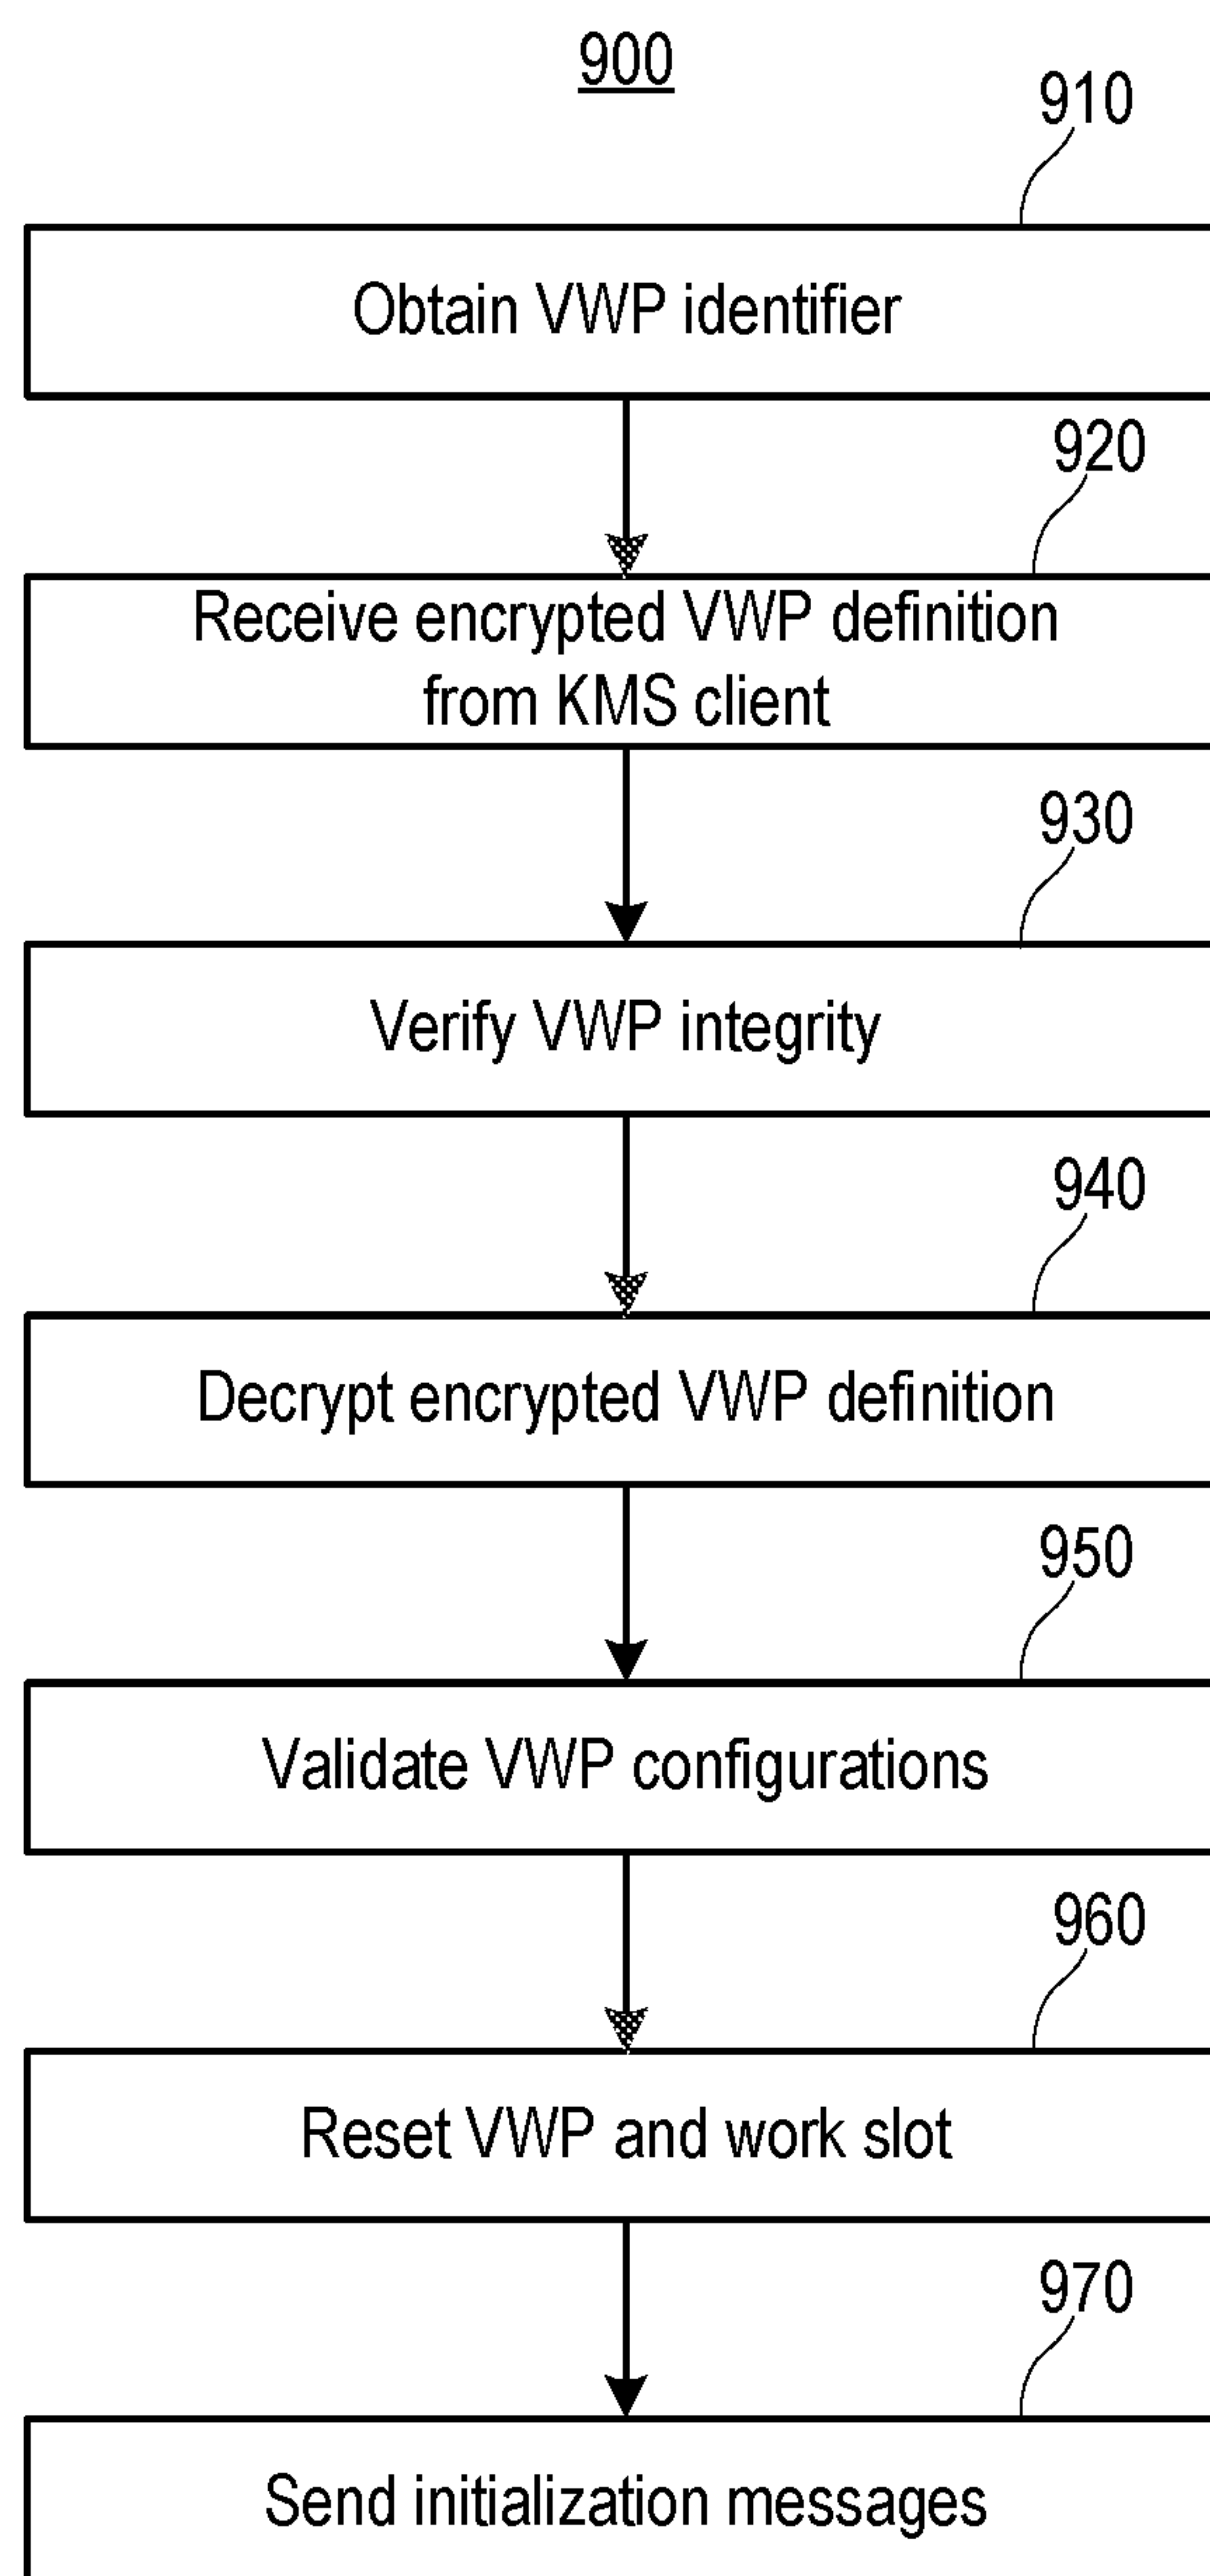 900
910
Obtain VWP identifier
920
Receive encrypted VWP definition
from KMS client
930
Verify VWP integrity
940
Decrypt encrypted VWP definition
950
Validate VWP configurations
960
Reset VWP and work slot
970
Send initialization messages